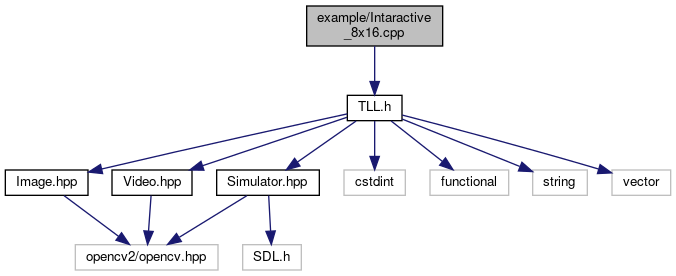 example/Intaractive
_8x16.cpp
TLL.h
Image.hpp
Video.hpp
Simulator.hpp
cstdint
functional
string
vector
opencv2/opencv.hpp
SDL.h